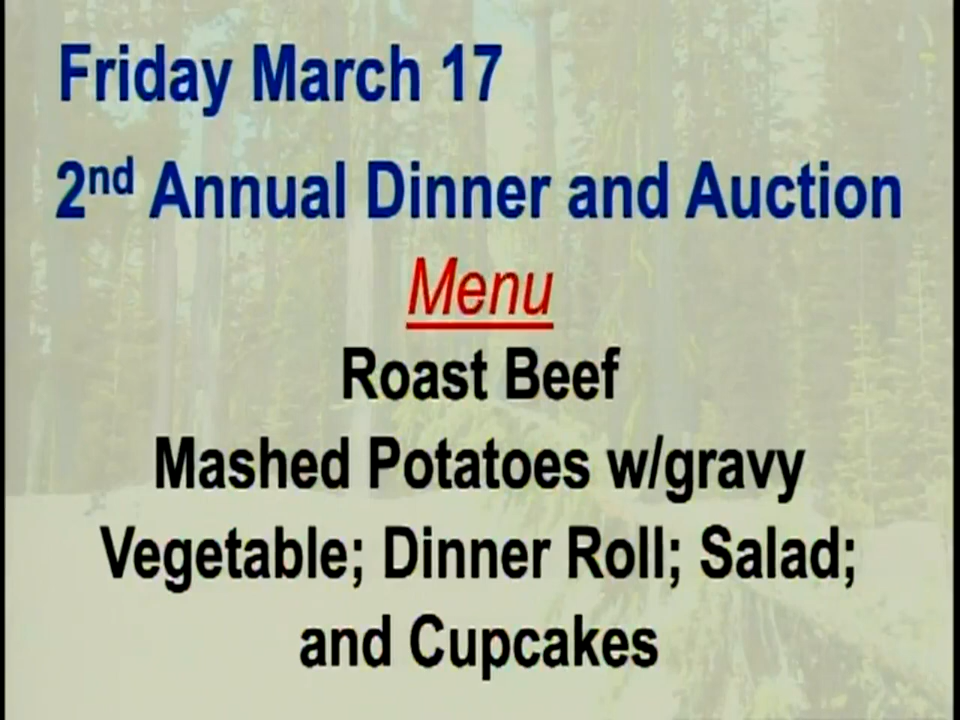 Friday March 17
2nd Annual Dinner and Auction
Menu
Roast Beef
Mashed Potatoes w/gravy
Vegetable; Dinner Roll; Salad;
and Cupcakes